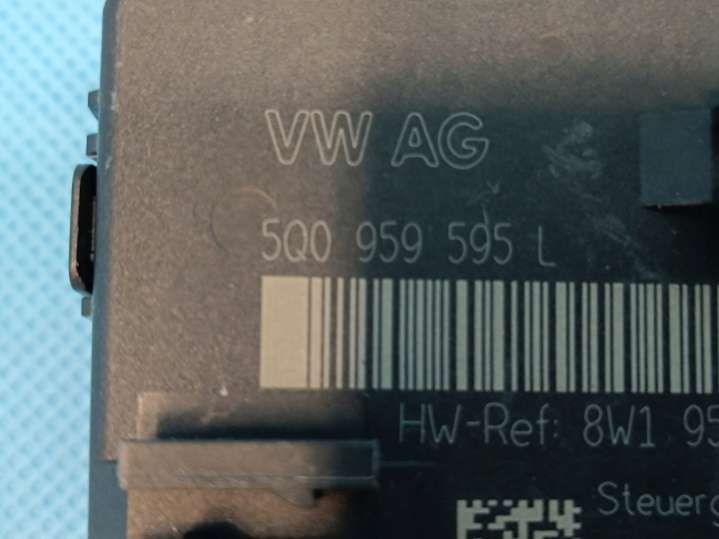 VW AG
5Q0 959 595 L
HW-Ref: 8W1 95
Steuerg